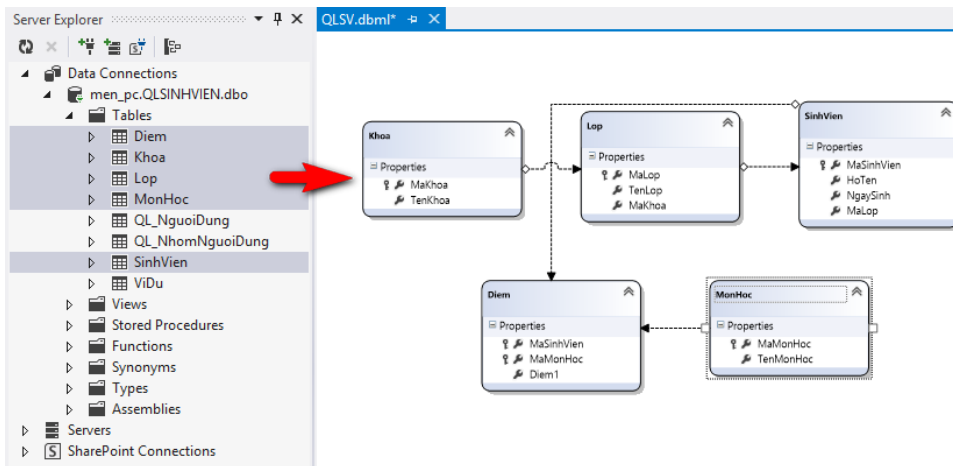 Server Explorer
QLSV.dbml*
Data Connections
men_pc.QLSINHVIEN.dbo
Tables
Diem
Khoa
Lop
MonHoc
QL_NguoiDung
QL_NhomNguoiDung
SinhVien
ViDu
Views
Stored Procedures
Functions
Synonyms
Types
Assemblies
Servers
SharePoint Connections
Khoa
Properties
MaKhoa
TenKhoa
Lop
Properties
MaLop
TenLop
MaKhoa
SinhVien
Properties
MaSinhVien
HoTen
NgaySinh
MaLop
Diem
Properties
MaSinhVien
MaMonHoc
Diem1
MonHoc
Properties
MaMonHoc
TenMonHoc